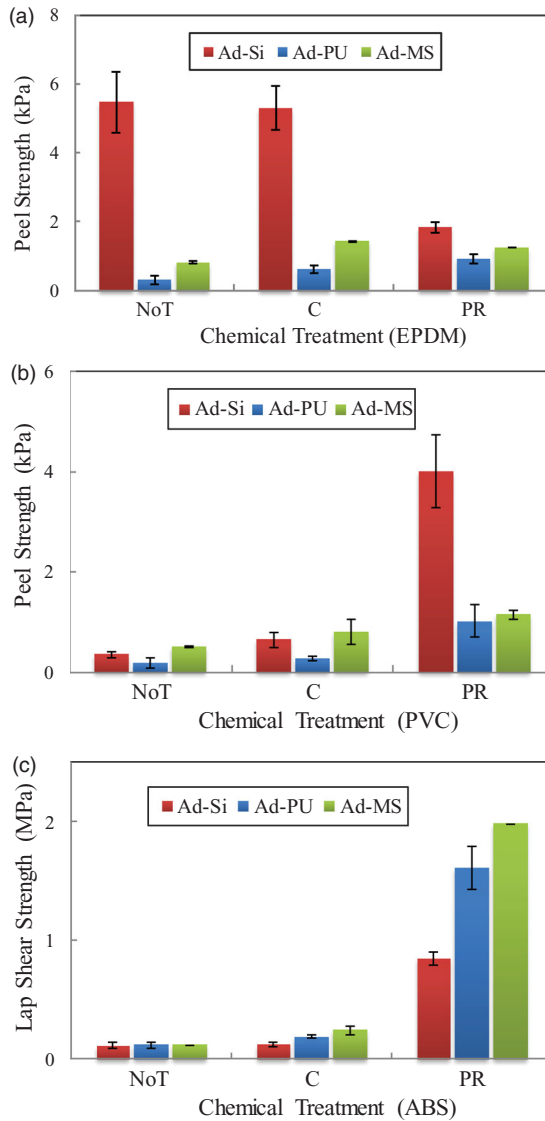 (a)
8
Ad-Si Ad-PU Ad-MS
6
4
2
0
Peel Strength (kPa)
NoT C PR
Chemical Treatment (EPDM)
(b)
6
Ad-Si Ad-PU Ad-MS
4
2
0
Peel Strength (kPa)
NoT C PR
Chemical Treatment (PVC)
(c)
Ad-Si Ad-PU Ad-MS
2
1
0
Lap Shear Strength (MPa)
NoT C PR
Chemical Treatment (ABS)